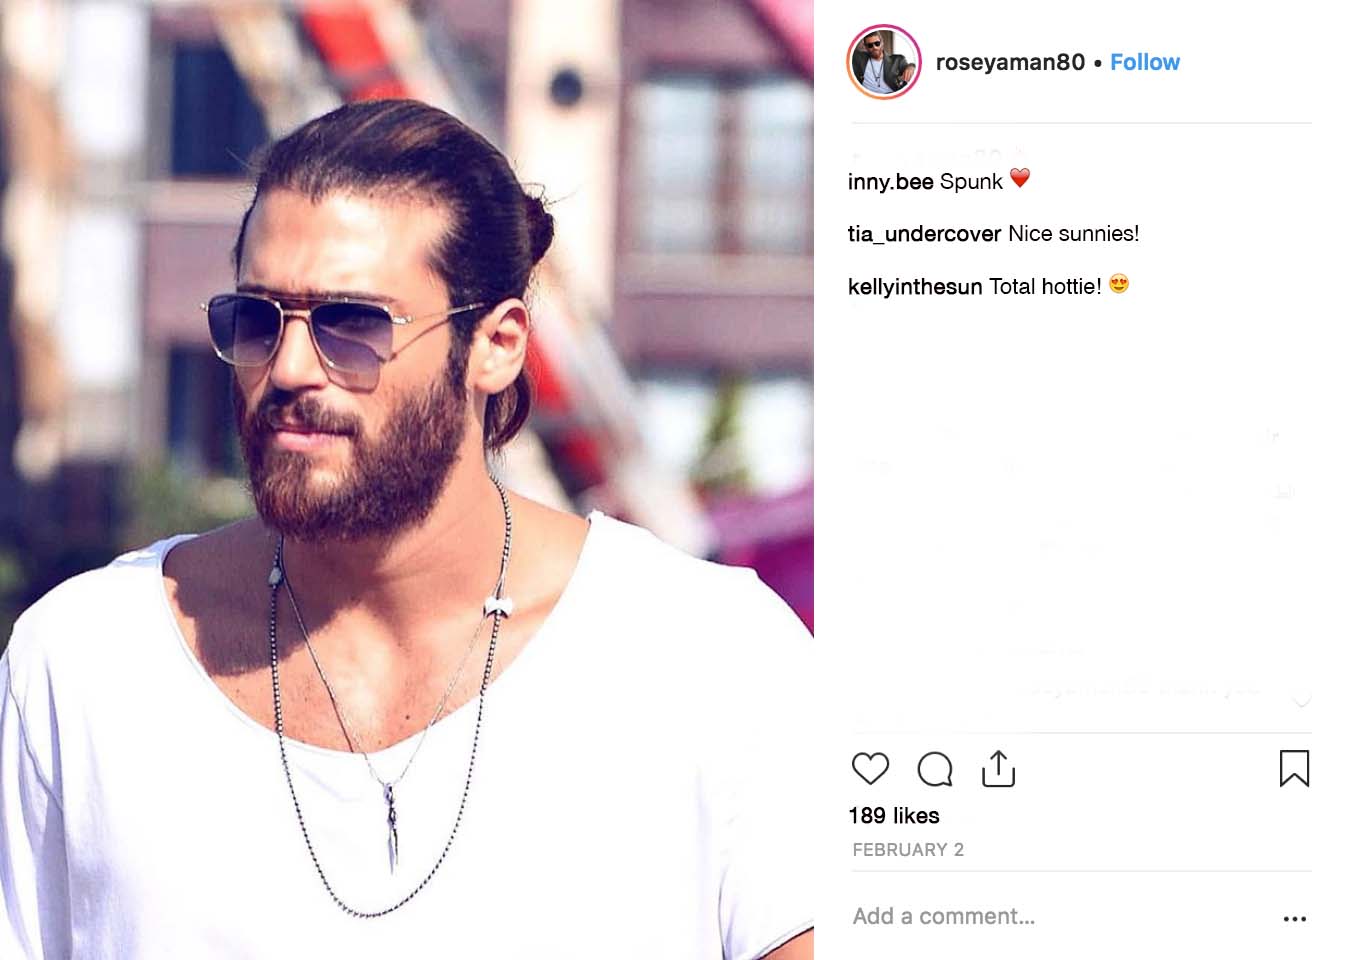 roseyaman80 • Follow
inny.bee Spunk ❤️
tia_undercover Nice sunnies!
kellyinthesun Total hottie! 😍
189 likes
FEBRUARY 2
Add a comment...